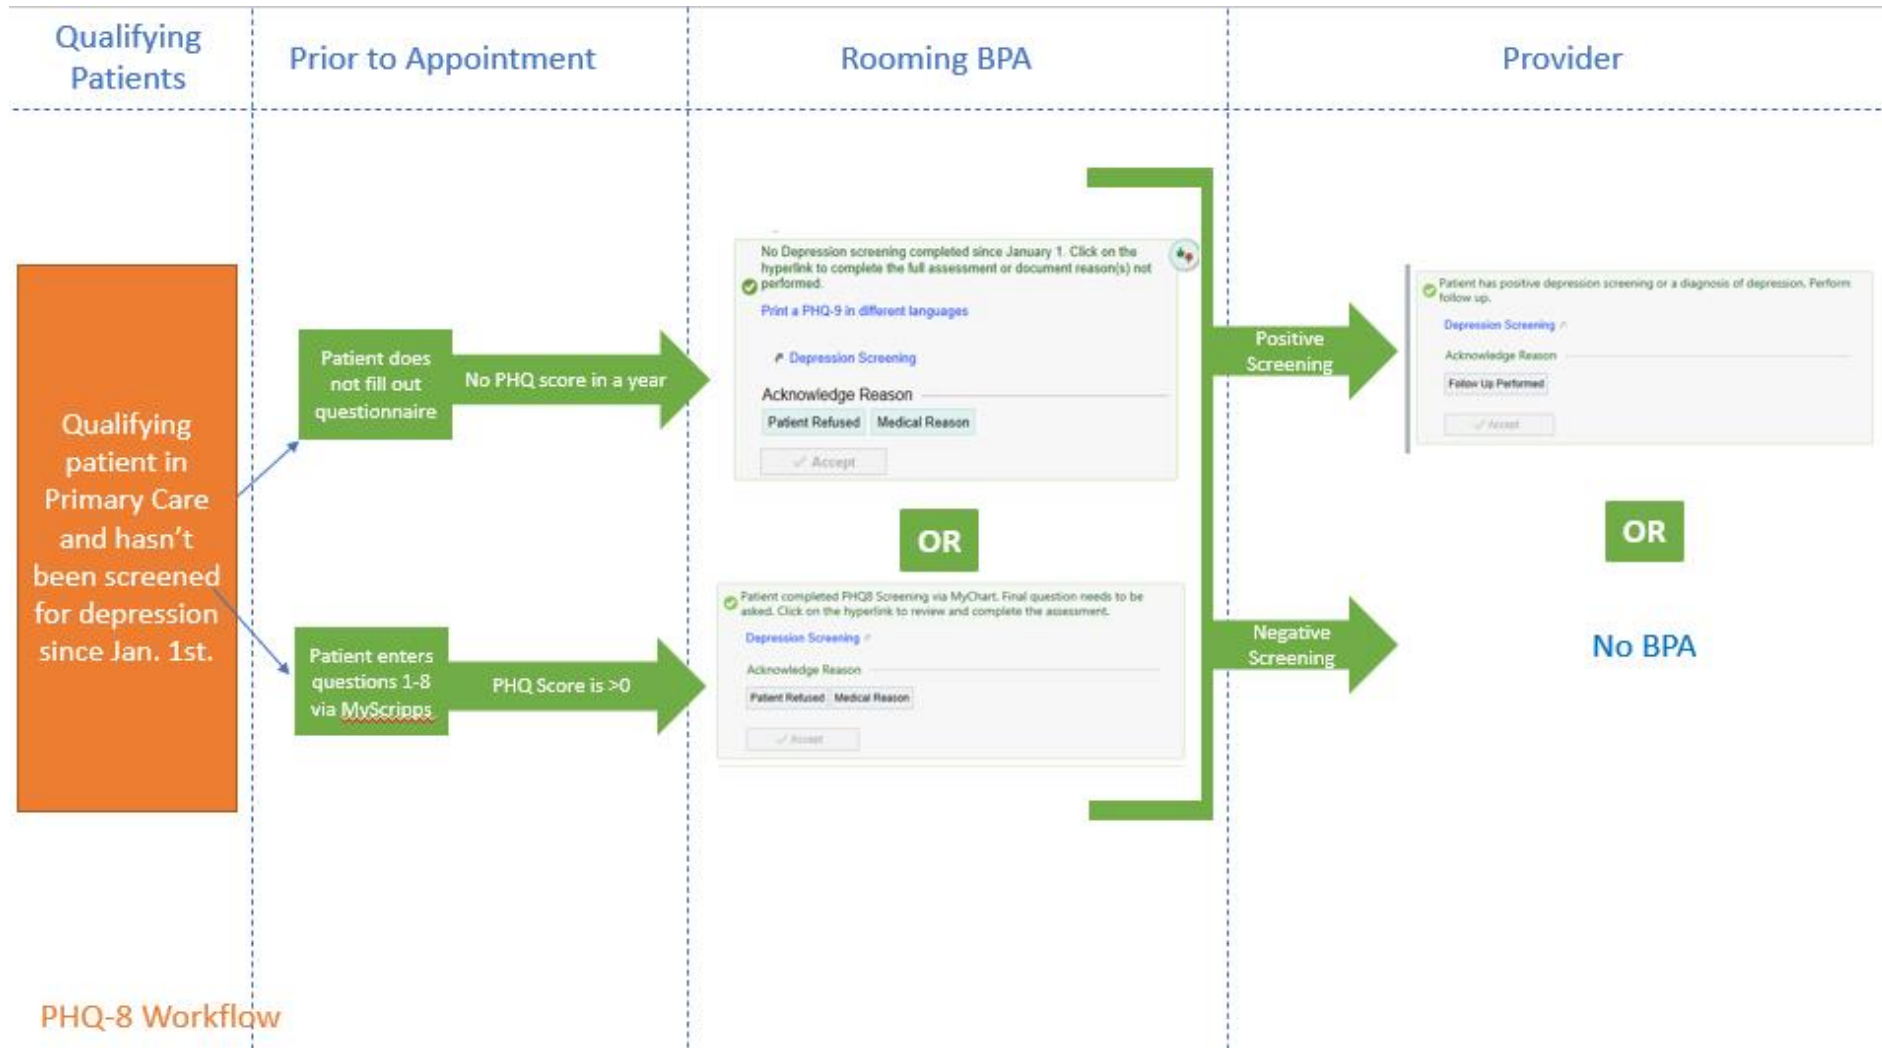 Qualifying
Patients
Prior to Appointment
Rooming BPA
Provider
Qualifying
patient in
Primary Care
and hasn't
been screened
for depression
since Jan. 1st.
Patient does
not fill out
questionnaire
No PHQ score in a year
Patient enters
questions 1-8
via MyScripps
PHQ Score is >0
No Depression screening completed since January 1. Click on the
hyperlink to complete the full assessment or document reason(s) not
performed.
Print a PHQ-9 in different languages
Depression Screening
Acknowledge Reason
Patient Refused Medical Reason
Accept
OR
Patient completed PHQ8 Screening via MyChart. Final question needs to be
asked. Click on the hyperlink to review and complete the assessment.
Depression Screening
Acknowledge Reason
Patient Refused Medical Reason
Accept
Positive
Screening
Negative
Screening
Patient has positive depression screening or a diagnosis of depression. Perform
follow up.
Depression Screening
Acknowledge Reason
Follow Up Performed
Accept
OR
No BPA
PHQ-8 Workflow